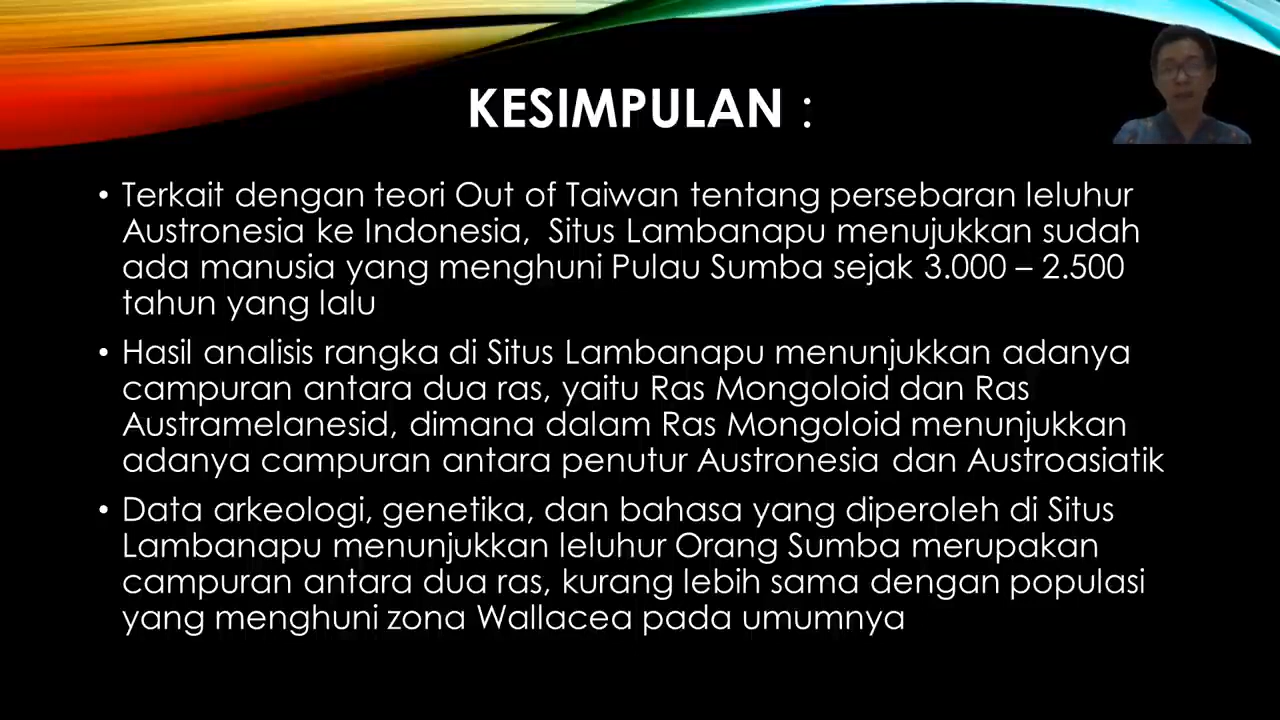 KESIMPULAN :
• Terkait dengan teori Out of Taiwan tentang persebaran leluhur
Austronesia ke Indonesia, Situs Lambanapu menujukkan sudah
ada manusia yang menghuni Pulau Sumba sejak 3.000 – 2.500
tahun yang lalu
• Hasil analisis rangka di Situs Lambanapu menunjukkan adanya
campuran antara dua ras, yaitu Ras Mongoloid dan Ras
Austramelanesid, dimana dalam Ras Mongoloid menunjukkan
adanya campuran antara penutur Austronesia dan Austroasiatik
• Data arkeologi, genetika, dan bahasa yang diperoleh di Situs
Lambanapu menunjukkan leluhur Orang Sumba merupakan
campuran antara dua ras, kurang lebih sama dengan populasi
yang menghuni zona Wallacea pada umumnya